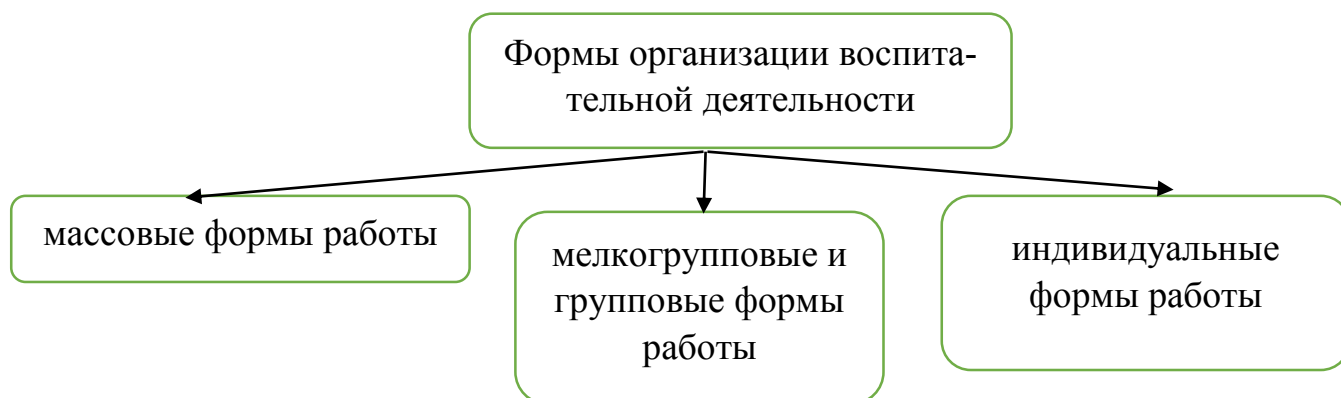 Формы организации воспита-
тельной деятельности
массовые формы работы
мелкогрупповые и
групповые формы
работы
индивидуальные
формы работы